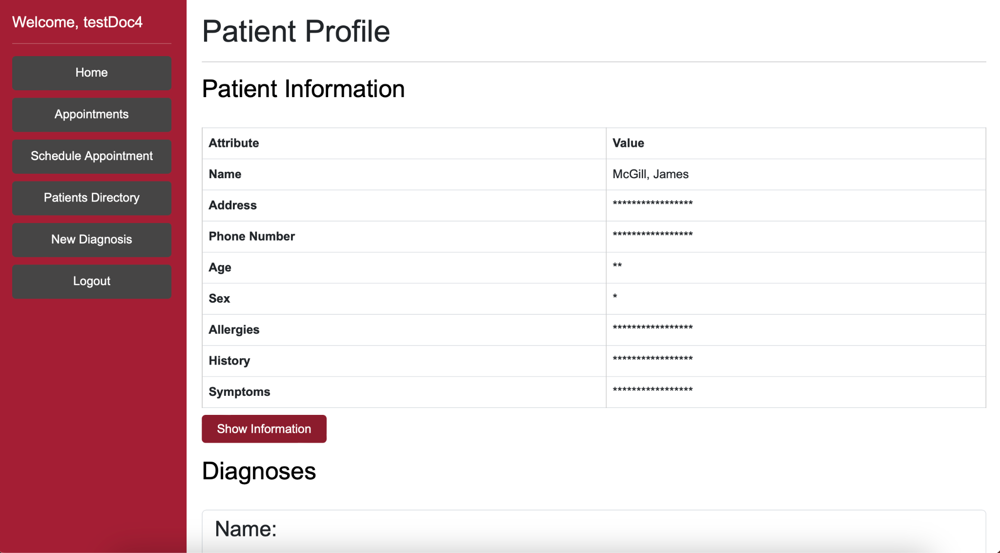 Welcome, testDoc4
Home
Appointments
Schedule Appointment
Patients Directory
New Diagnosis
Logout
Patient Profile
Patient Information
Attribute Value
Name McGill, James
Address *****************
Phone Number *****************
Age **
Sex *
Allergies *****************
History *****************
Symptoms *****************
Show Information
Diagnoses
Name: